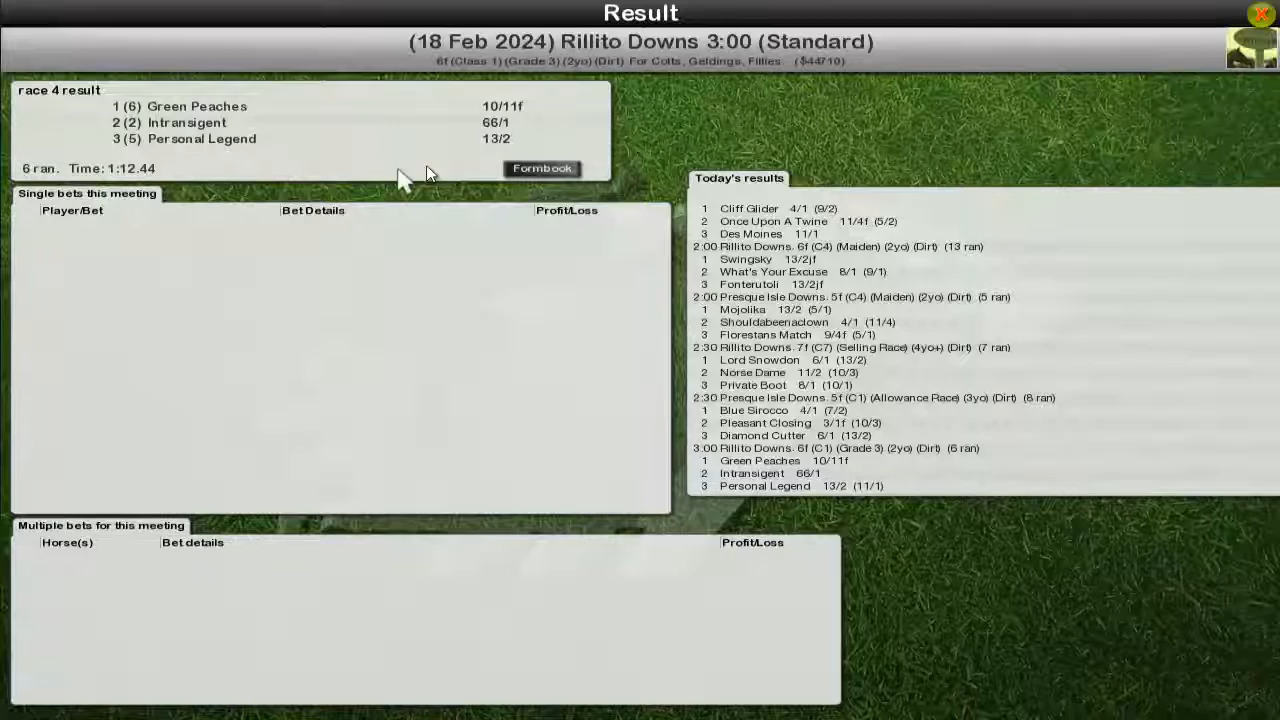 Result
(18 Feb 2024) Rillito Downs 3:00 (Standard)
6f (Class 1) (Grade 3) (2yo) (Dirt) For Colts, Geldings, Fillies. ($44710)
race 4 result
1 (6) Green Peaches 10/11f
2 (2) Intransigent 66/1
3 (5) Personal Legend 13/2
6 ran. Time: 1:12.44
Formbook
Single bets this meeting
Player/Bet Bet Details Profit/Loss
Today's results
1 Cliff Glider 4/1 (9/2)
2 Once Upon A Twine 11/4f (5/2)
3 Des Moines 11/1
2:00 Rillito Downs. 6f (C4) (Maiden) (2yo) (Dirt) (13 ran)
1 Swingsky 13/2jf
2 What's Your Excuse 8/1 (9/1)
3 Fonterutoli 13/2jf
2:00 Presque Isle Downs. 5f (C4) (Maiden) (2yo) (Dirt) (5 ran)
1 Mojolika 13/2 (5/1)
2 Shouldabeenaclown 4/1 (11/4)
3 Florestans Match 9/4f (5/1)
2:30 Rillito Downs. 7f (C7) (Selling Race) (4yo+) (Dirt) (7 ran)
1 Lord Snowdon 6/1 (13/2)
2 Norse Dame 11/2 (10/3)
3 Private Boot 8/1 (10/1)
2:30 Presque Isle Downs. 5f (C1) (Allowance Race) (3yo) (Dirt) (8 ran)
1 Blue Sirocco 4/1 (7/2)
2 Pleasant Closing 3/1f (10/3)
3 Diamond Cutter 6/1 (13/2)
3:00 Rillito Downs. 6f (C1) (Grade 3) (2yo) (Dirt) (6 ran)
1 Green Peaches 10/11f
2 Intransigent 66/1
3 Personal Legend 13/2 (11/1)
Multiple bets for this meeting
Horse(s) Bet details Profit/Loss